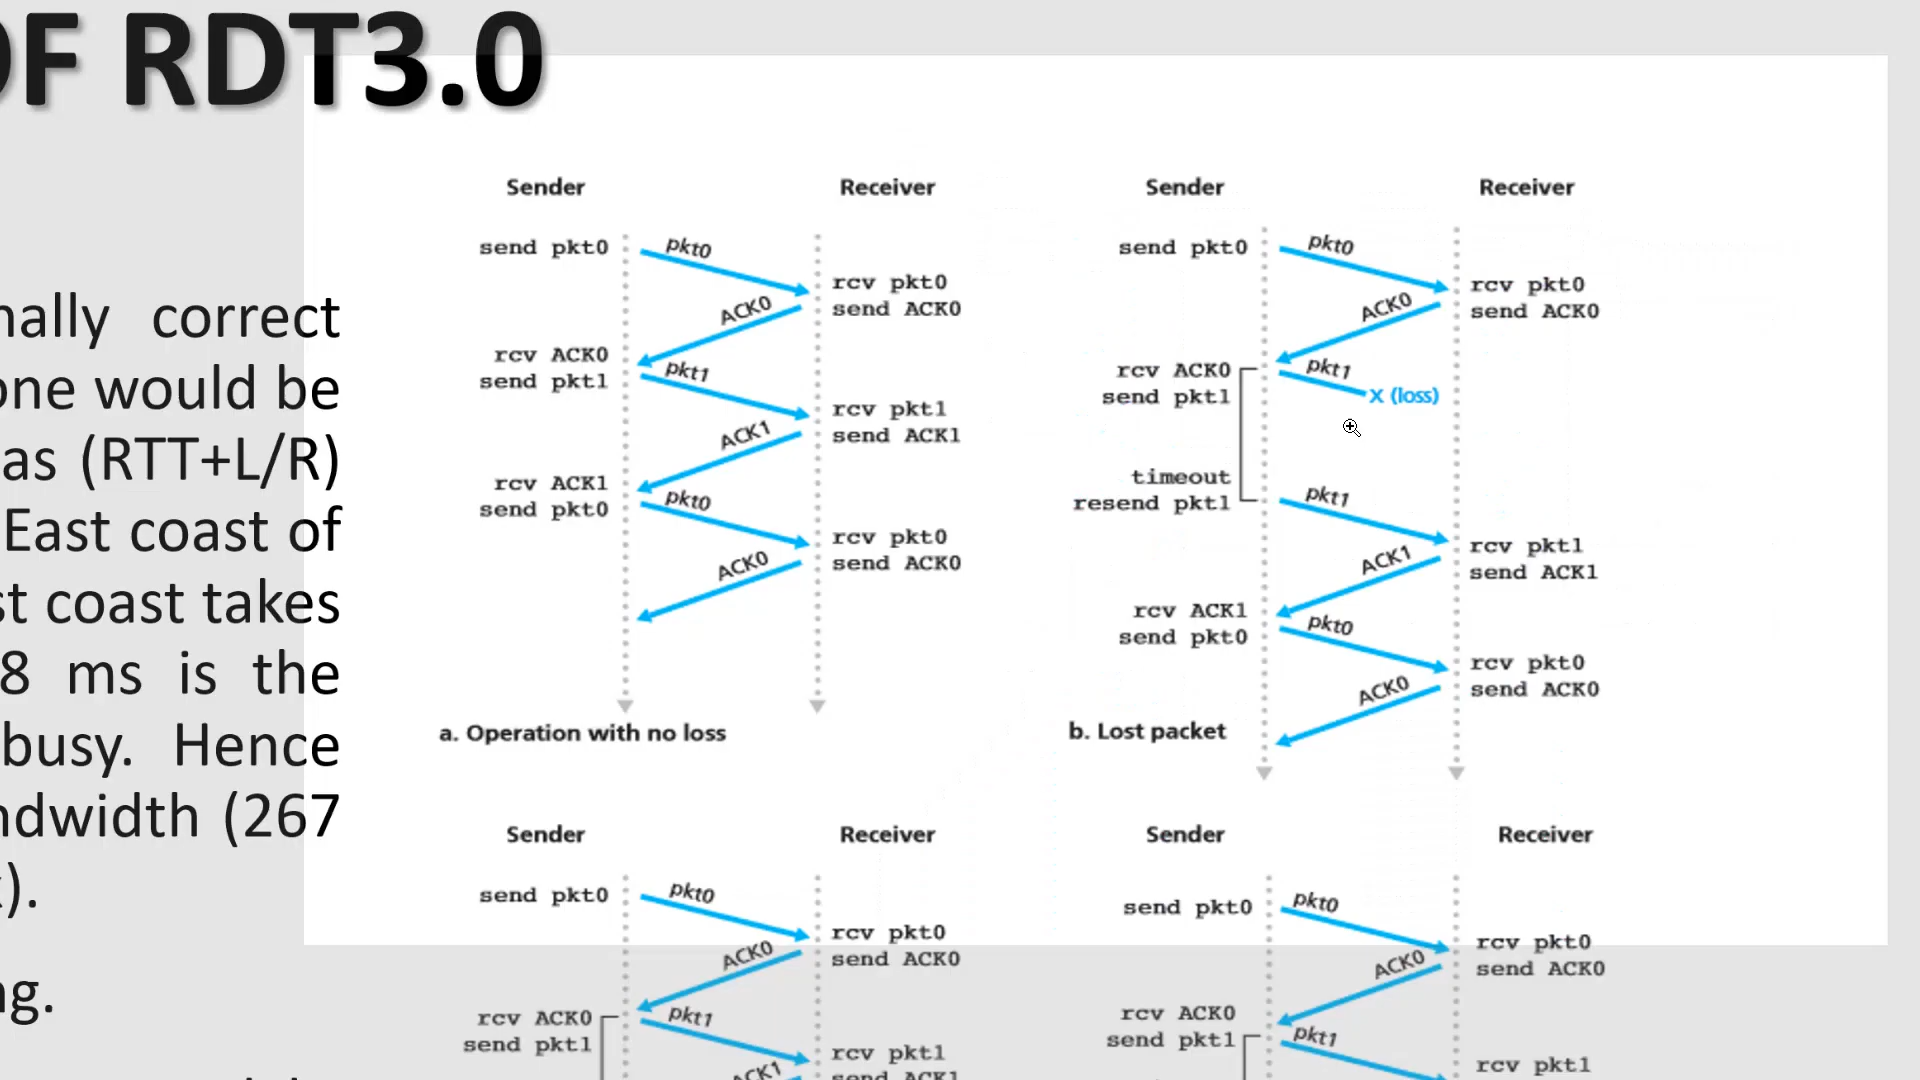 OF RDT3.0
nally correct
one would be
as (RTT+L/R)
East coast of
st coast takes
8 ms is the
busy. Hence
ndwidth (267
).
ng.
Sender Receiver
send pkt0 pkt0
rcv pkt0
ACK0 send ACK0
rcv ACK0
send pkt1 pkt1
rcv pkt1
ACK1 send ACK1
rcv ACK1
send pkt0 pkt0
rcv pkt0
ACK0 send ACK0
a. Operation with no loss
Sender Receiver
send pkt0 pkt0
rcv pkt0
ACK0 send ACK0
rcv ACK0 pkt1
send pkt1 X (loss)
timeout
resend pkt1 pkt1
rcv pkt1
ACK1 send ACK1
rcv ACK1
send pkt0 pkt0
rcv pkt0
ACK0 send ACK0
b. Lost packet
Sender Receiver
send pkt0 pkt0
rcv pkt0
ACK0 send ACK0
rcv ACK0 pkt1
send pkt1
rcv pkt1
ACK1 send ACK1
Sender Receiver
send pkt0 pkt0
rcv pkt0
ACK0 send ACK0
rcv ACK0
send pkt1 pkt1
rcv pkt1